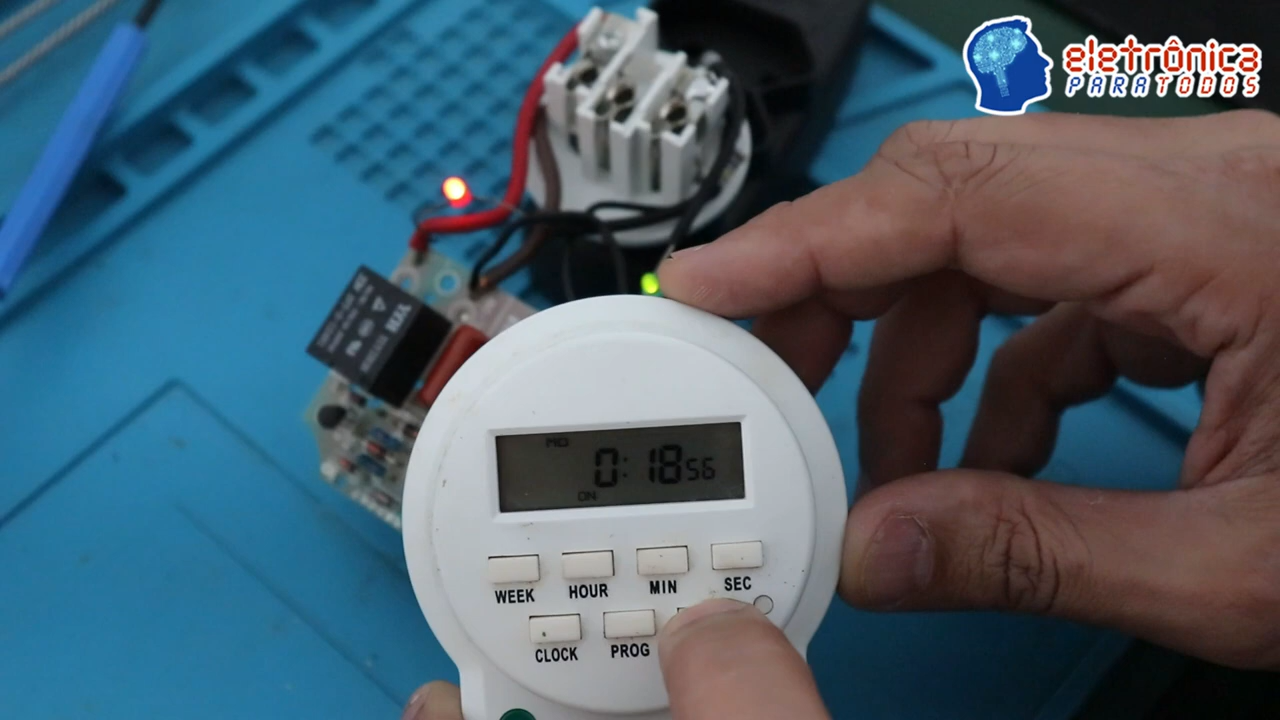 eletrônica
PARATODOS
MO
0:18 56
ON
WEEK
HOUR
MIN
SEC
CLOCK
PROG